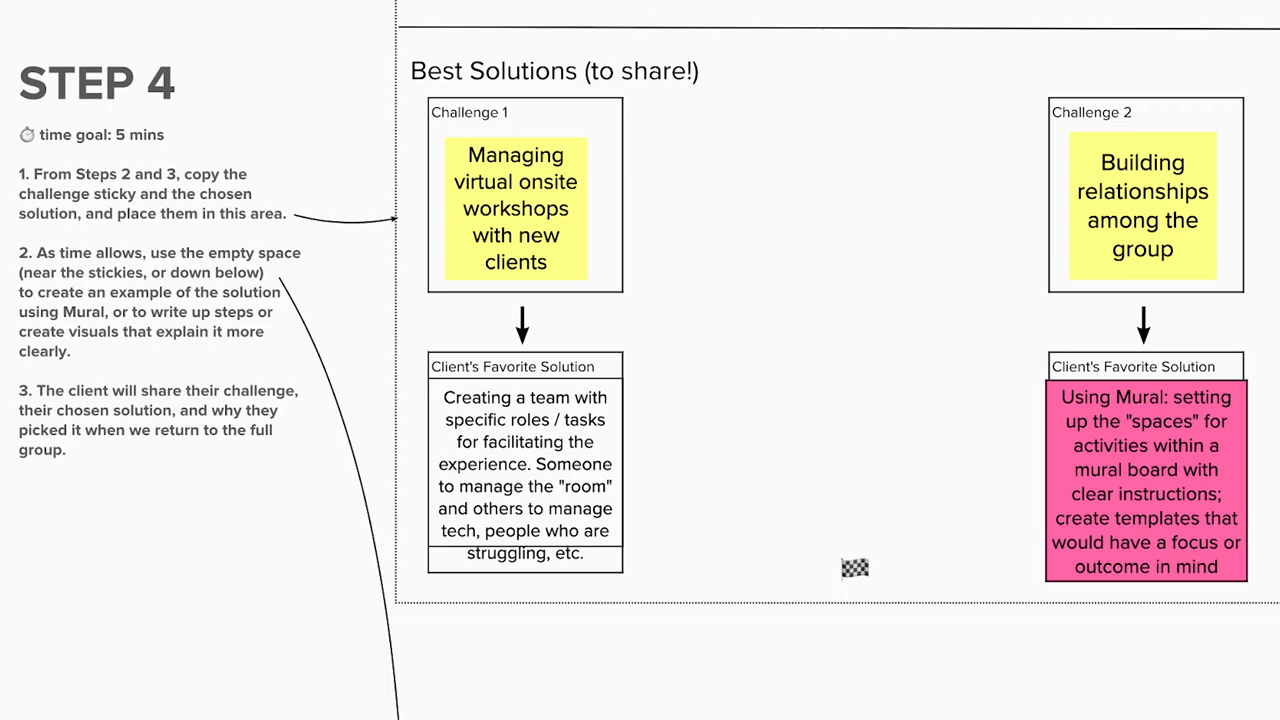 STEP 4
time goal: 5 mins
1. From Steps 2 and 3, copy the
challenge sticky and the chosen
solution, and place them in this area.
2. As time allows, use the empty space
(near the stickies, or down below)
to create an example of the solution
using Mural, or to write up steps or
create visuals that explain it more
clearly.
3. The client will share their challenge,
their chosen solution, and why they
picked it when we return to the full
group.
Best Solutions (to share!)
Challenge 1
Managing
virtual onsite
workshops
with new
clients
Client's Favorite Solution
Creating a team with
specific roles / tasks
for facilitating the
experience. Someone
to manage the "room"
and others to manage
tech, people who are
struggling, etc.
Challenge 2
Building
relationships
among the
group
Client's Favorite Solution
Using Mural: setting
up the "spaces" for
activities within a
mural board with
clear instructions;
create templates that
would have a focus or
outcome in mind